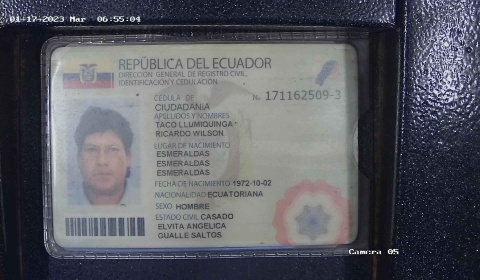 01-17-2023 Mar 06:55:04
REPÚBLICA DEL ECUADOR
DIRECCIÓN GENERAL DE REGISTRO CIVIL,
IDENTIFICACIÓN Y CEDULACIÓN
CÉDULA DE No. 171162509-3
CIUDADANÍA
APELLIDOS Y NOMBRES
TACO LLUMIQUINGA
RICARDO WILSON
LUGAR DE NACIMIENTO
ESMERALDAS
ESMERALDAS
ESMERALDAS
FECHA DE NACIMIENTO 1972-10-02
NACIONALIDAD ECUATORIANA
SEXO HOMBRE
ESTADO CIVIL CASADO
ELVITA ANGELICA
GUALLE SALTOS
Camera 05